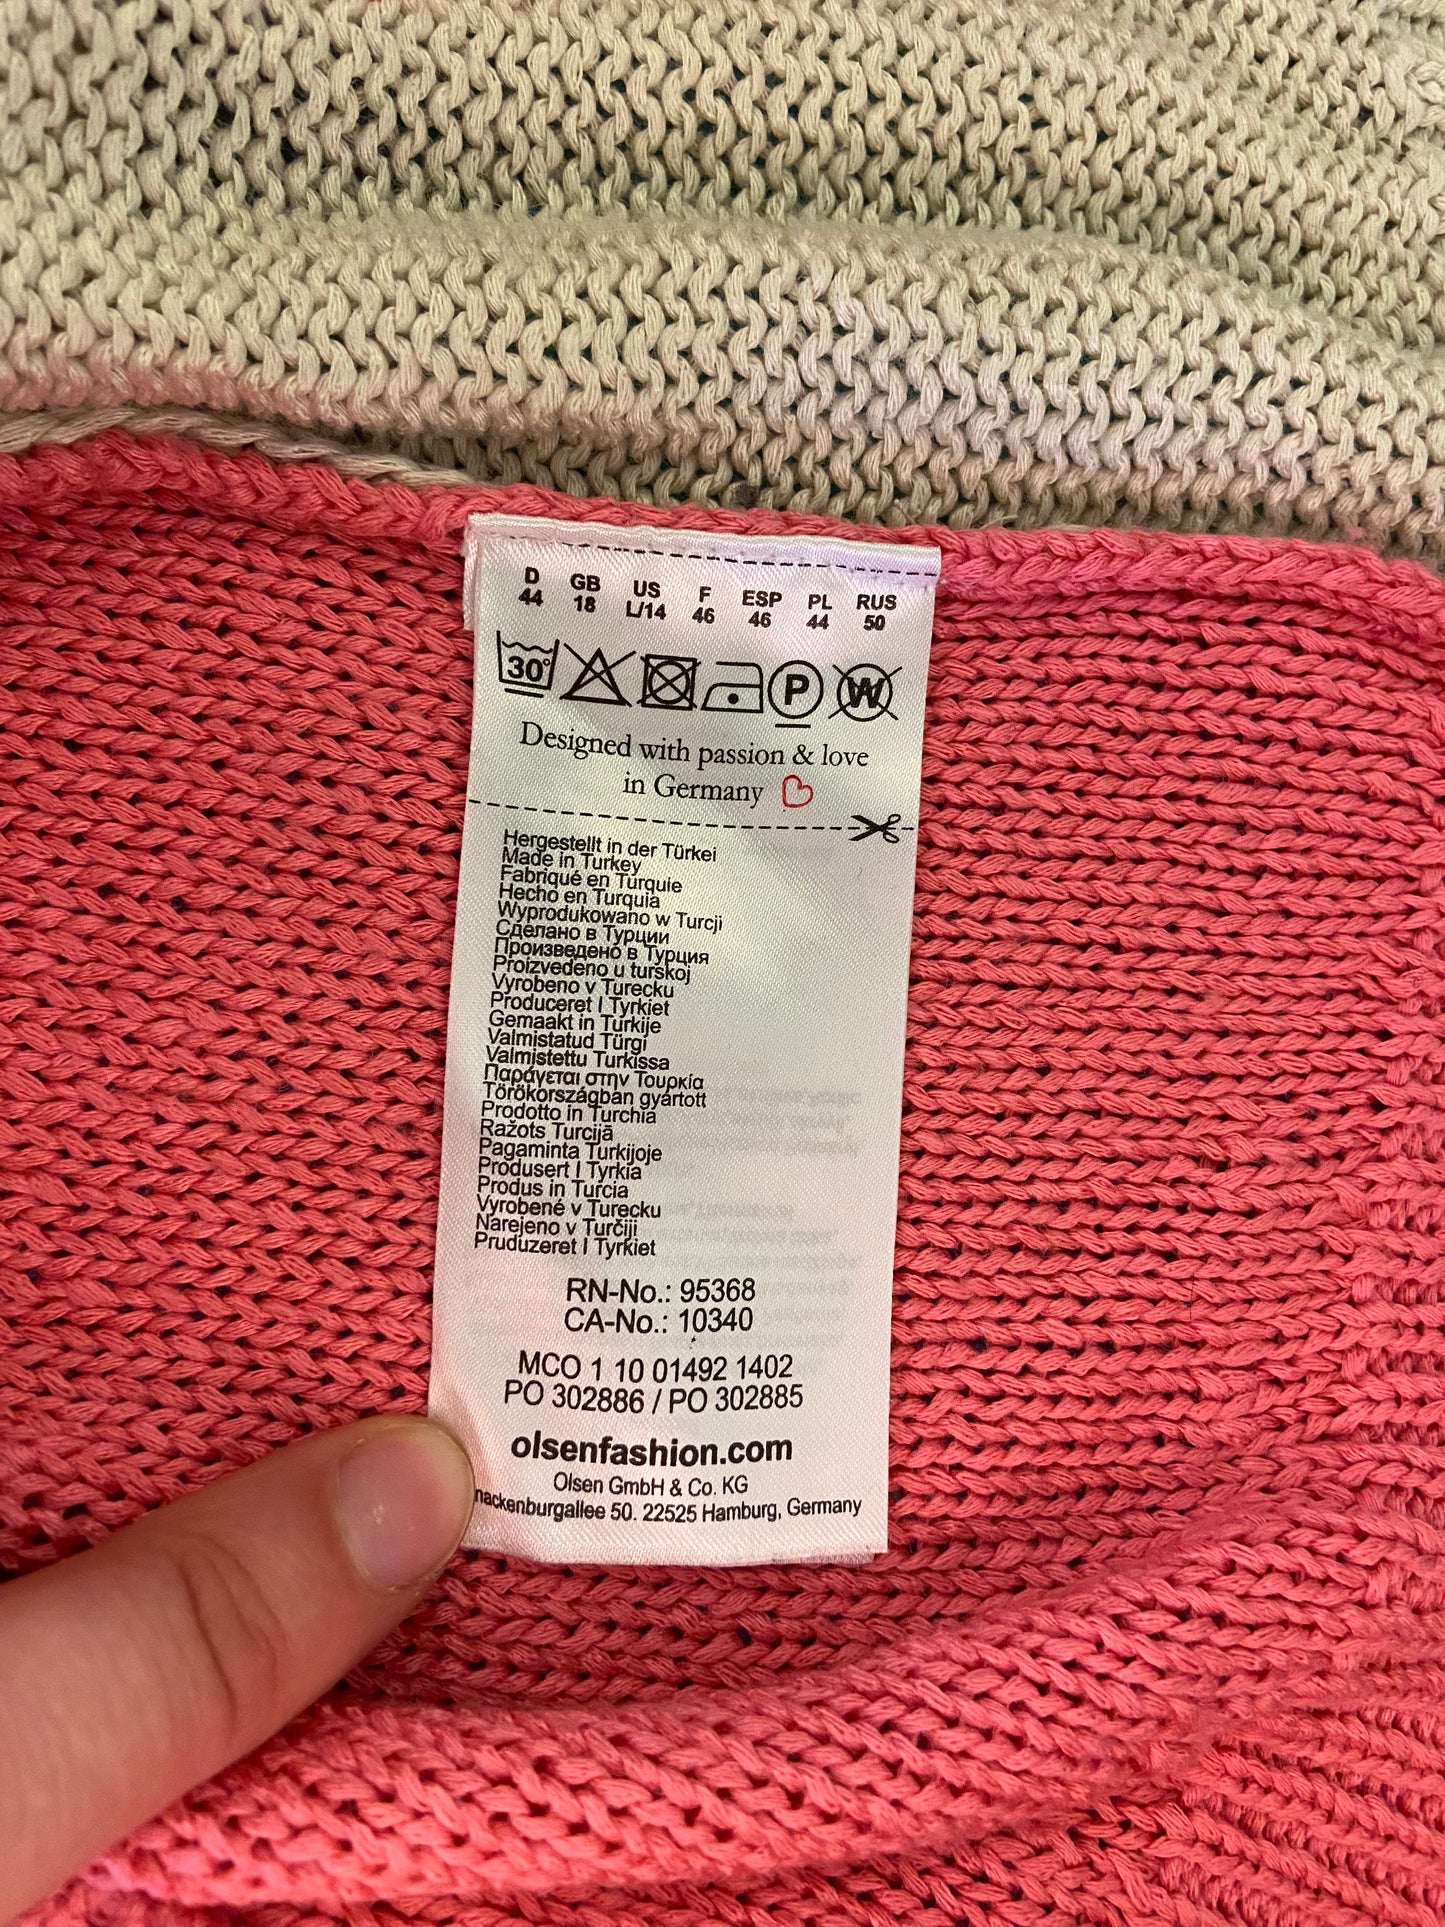 D GB US F ESP PL RUS
44 18 L/14 46 46 44 50
30° P W
Designed with passion & love
in Germany
Hergestellt in der Türkei
Made in Turkey
Fabriqué en Turquie
Hecho en Turquia
Wyprodukowano w Turcji
Сделано в Турции
Произведено в Турция
Proizvedeno u turskoj
Vyrobeno v Turecku
Produceret I Tyrkiet
Gemaakt in Turkije
Valmistatud Türgi
Valmistettu Turkissa
Παράγεται στην Τουρκία
Törökországban gyártott
Prodotto in Turchia
Ražots Turcijā
Pagaminta Turkijoje
Produsert I Tyrkia
Produs in Turcia
Vyrobené v Turecku
Narejeno v Turčiji
Pruduzeret I Tyrkiet
RN-No.: 95368
CA-No.: 10340
MCO 1 10 01492 1402
PO 302886 / PO 302885
olsenfashion.com
Olsen GmbH & Co. KG
nackenburgallee 50. 22525 Hamburg, Germany